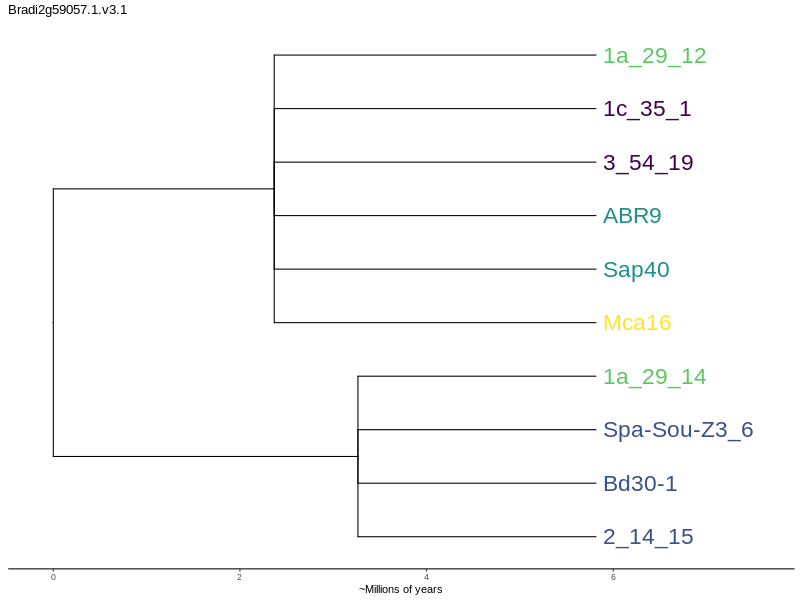 Bradi2g59057.1.v3.1
1a_29_12
1c_35_1
3_54_19
ABR9
Sap40
Mca16
1a_29_14
Spa-Sou-Z3_6
Bd30-1
2_14_15
0 2 4 6
~Millions of years